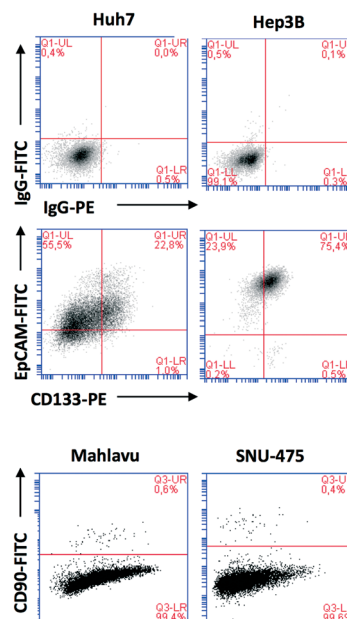 Huh7 Hep3B
Q1-UL Q1-UR Q1-UL Q1-UR
0,4% 0,0% 0,5% 0,1%
IgG-FITC
Q1-LR Q1-LL Q1-LR
0.5% 99.1% 0.3%
IgG-PE
Q1-UL Q1-UR Q1-UL Q1-UR
55,5% 22,8% 23,9% 75,4%
EpCAM-FITC
Q1-LR Q1-LL Q1-LR
1.0% 0.2% 0.5%
CD133-PE
Mahlavu SNU-475
Q3-UR Q3-UR
0,6% 0,4%
CD90-FITC
Q3-LR Q3-LR
99.4% 99.6%